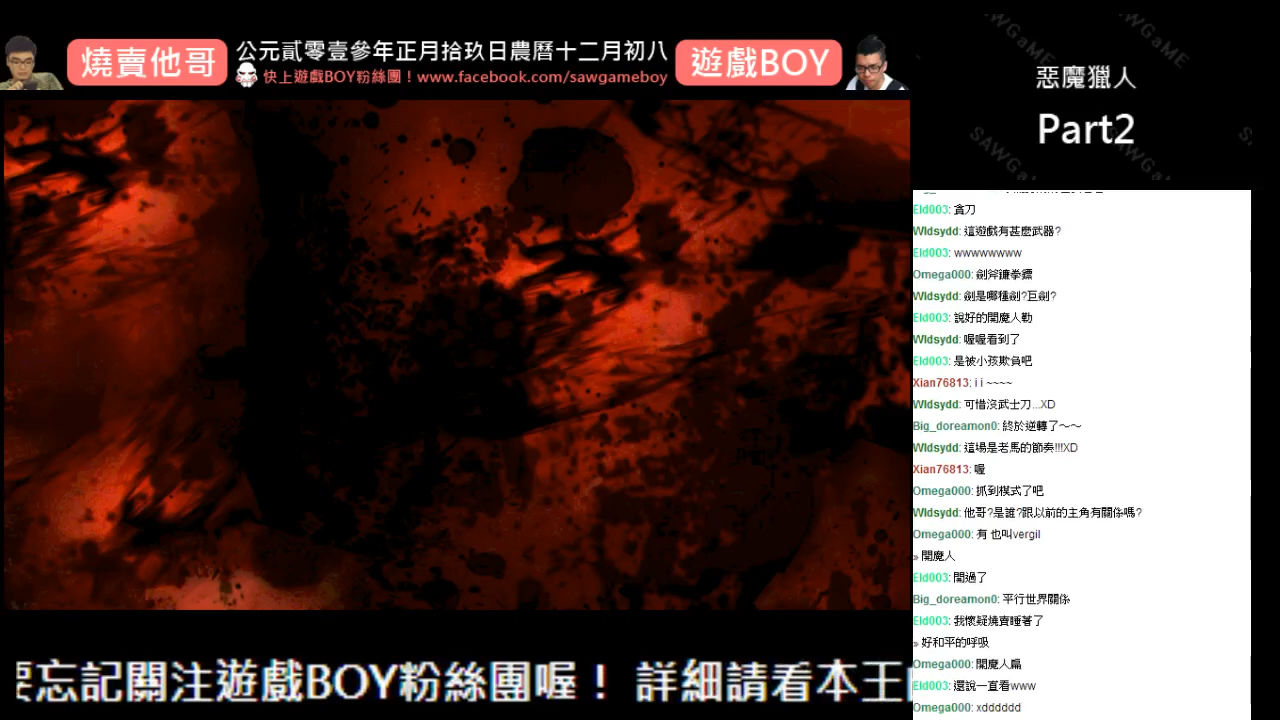 燒賣他哥
公元貳零壹參年正月拾玖日農曆十二月初八
快上遊戲BOY粉絲團！www.facebook.com/sawgameboy
遊戲BOY
惡魔獵人
Part2
Eld003: 貪刀
Wldsydd: 這遊戲有甚麼武器?
Eld003: wwwwwwww
Omega000: 劍斧鐮拳鏢
Wldsydd: 劍是哪種劍?巨劍?
Eld003: 說好的開魔人勒
Wldsydd: 喔喔看到了
Eld003: 是被小孩欺負吧
Xian76813: i i ~~~~
Wldsydd: 可惜沒武士刀...XD
Big_doreamon0: 終於逆轉了～～
Wldsydd: 這場是老馬的節奏!!!XD
Xian76813: 喔
Omega000: 抓到模式了吧
Wldsydd: 他哥?是誰?跟以前的主角有關係嗎?
Omega000: 有 也叫vergil
» 開魔人
Eld003: 開過了
Big_doreamon0: 平行世界關係
Eld003: 我懷疑燒賣睡著了
» 好和平的呼吸
Omega000: 開魔人扁
Eld003: 還說一直看www
Omega000: xdddddd
忘記關注遊戲BOY粉絲團喔！ 詳細請看本王